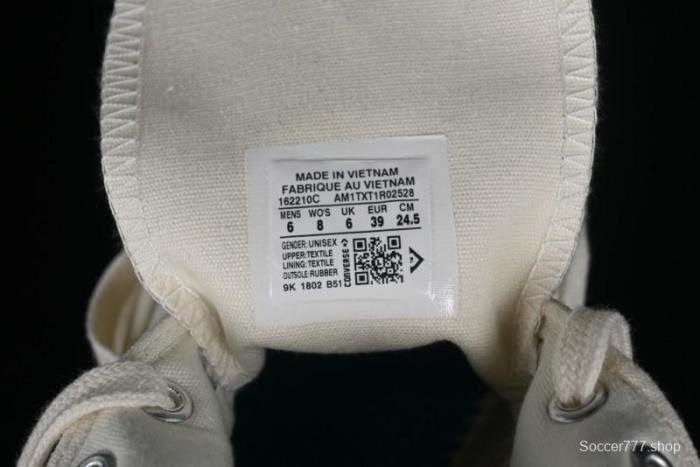 MADE IN VIETNAM
FABRIQUE AU VIETNAM
162210C AM1TXT1R02528
MENS WO'S UK EUR CM
6 8 6 39 24.5
GENDER: UNISEX
UPPER: TEXTILE
LINING: TEXTILE
OUTSOLE: RUBBER
9K 1802 B51
CONVERSE
Soccer777.shop